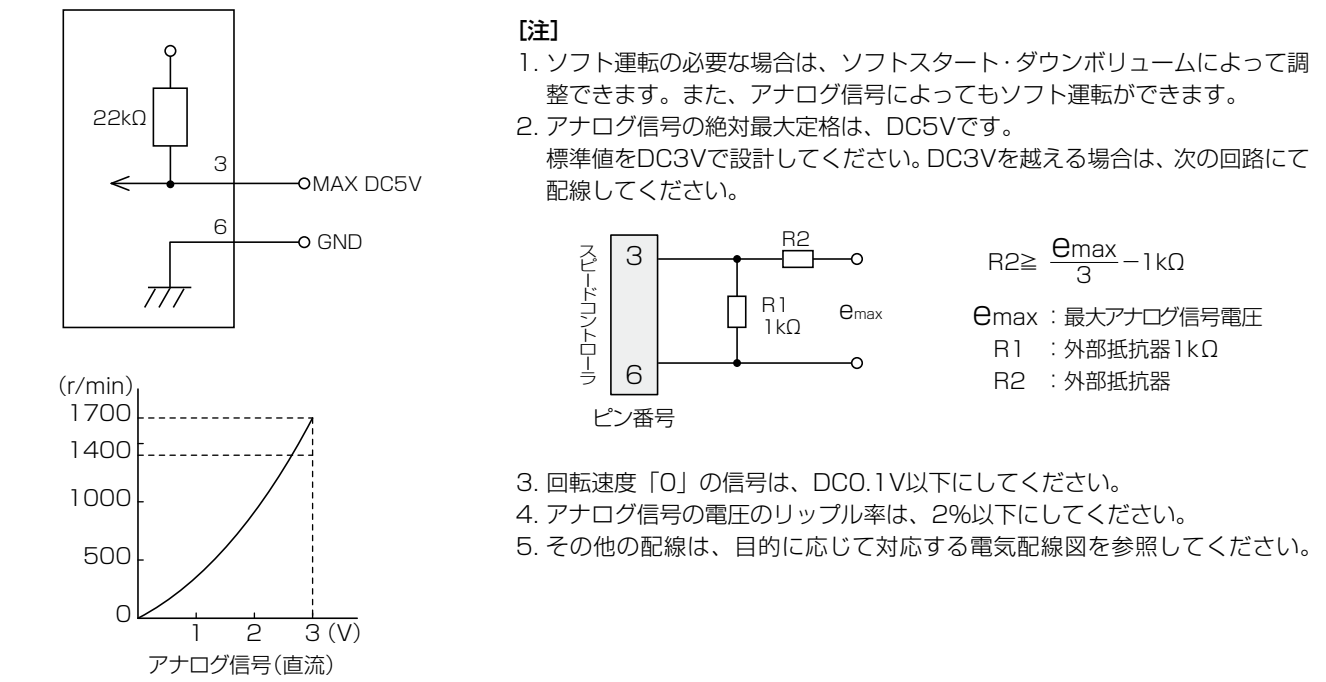 22kΩ
3
MAX DC5V
6
GND
(r/min)
1700
1400
1000
500
0
1 2 3 (V)
アナログ信号(直流)
[注]
1. ソフト運転の必要な場合は、ソフトスタート・ダウンボリュームによって調
整できます。また、アナログ信号によってもソフト運転ができます。
2. アナログ信号の絶対最大定格は、DC5Vです。
標準値をDC3Vで設計してください。DC3Vを越える場合は、次の回路にて
配線してください。
スピードコントローラ
3
6
ピン番号
R2
R1
1kΩ
emax
R2≧ emax/3 −1kΩ
emax：最大アナログ信号電圧
R1 ：外部抵抗器1kΩ
R2 ：外部抵抗器
3. 回転速度「0」の信号は、DC0.1V以下にしてください。
4. アナログ信号の電圧のリップル率は、2%以下にしてください。
5. その他の配線は、目的に応じて対応する電気配線図を参照してください。